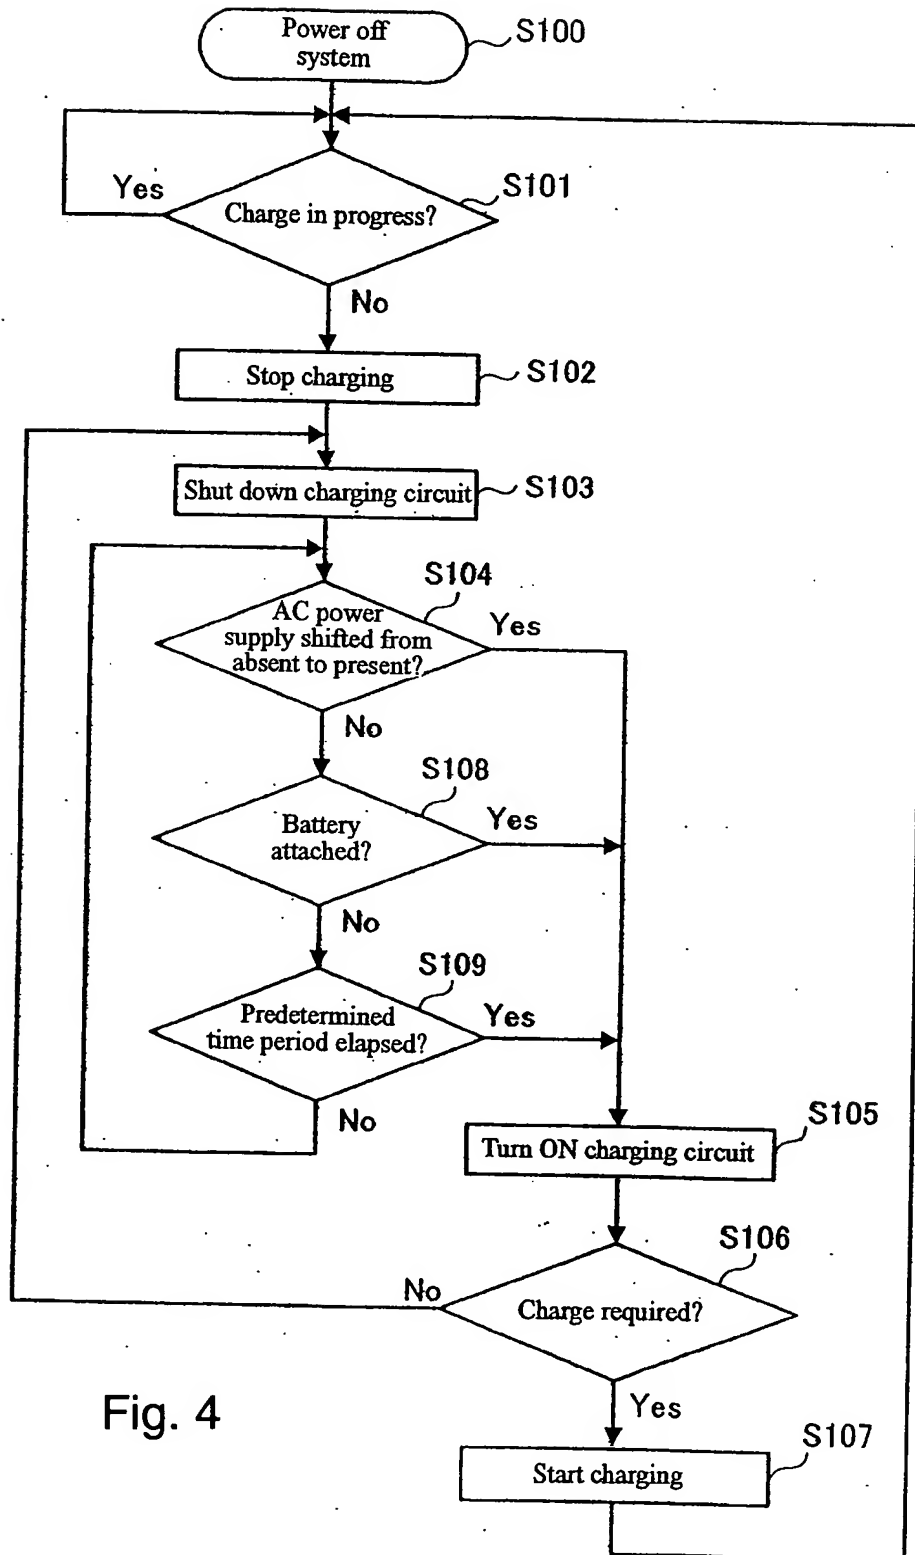 Power off
system
S100
Yes
Charge in progress?
S101
No
Stop charging
S102
Shut down charging circuit
S103
S104
AC power
supply shifted from
absent to present?
Yes
No
S108
Battery
attached?
Yes
No
S109
Predetermined
time period elapsed?
Yes
No
S105
Turn ON charging circuit
S106
No
Charge required?
Yes
S107
Start charging
Fig. 4